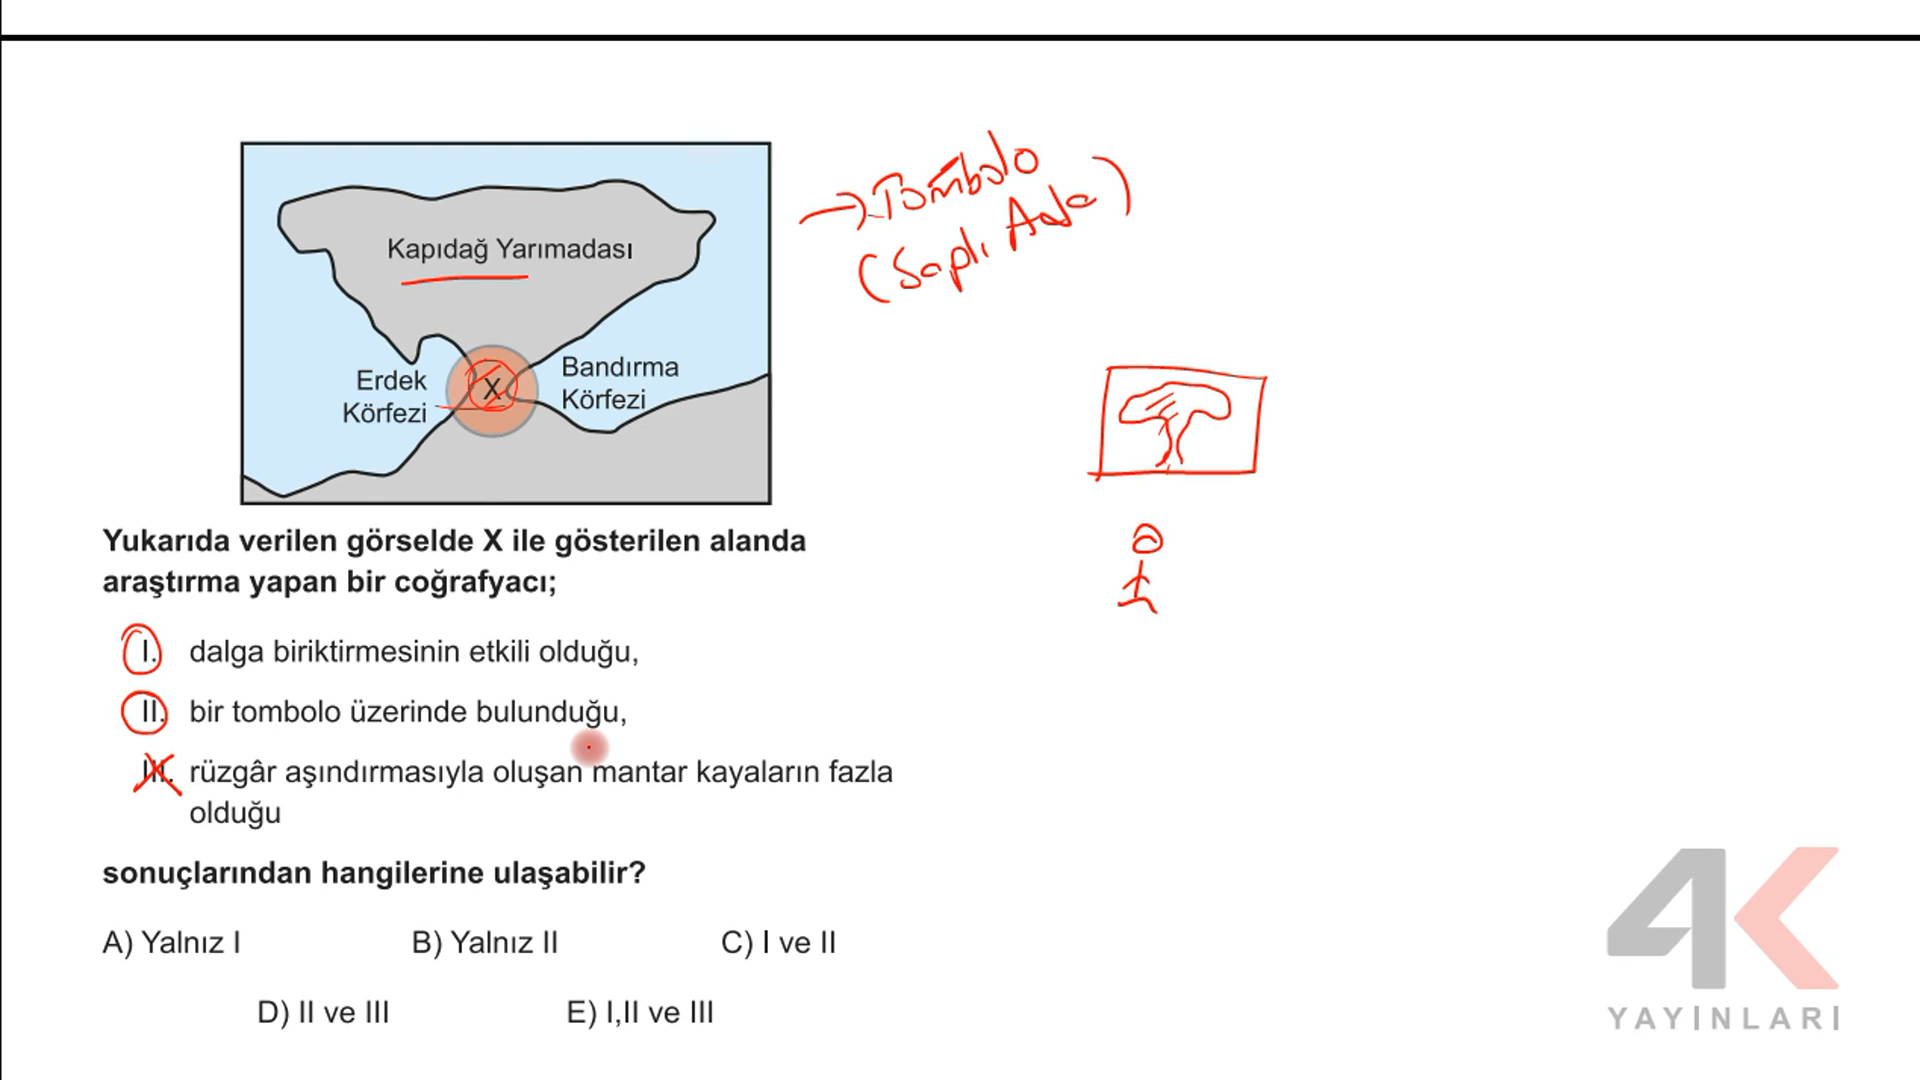 Kapıdağ Yarımadası
→ Tombolo
(Saplı Ada)
Erdek
Körfezi
X
Bandırma
Körfezi
Yukarıda verilen görselde X ile gösterilen alanda
araştırma yapan bir coğrafyacı;
I. dalga biriktirmesinin etkili olduğu,
II. bir tombolo üzerinde bulunduğu,
III. rüzgâr aşındırmasıyla oluşan mantar kayaların fazla
olduğu
sonuçlarından hangilerine ulaşabilir?
A) Yalnız I B) Yalnız II C) I ve II
D) II ve III E) I,II ve III
4K
YAYINLARI